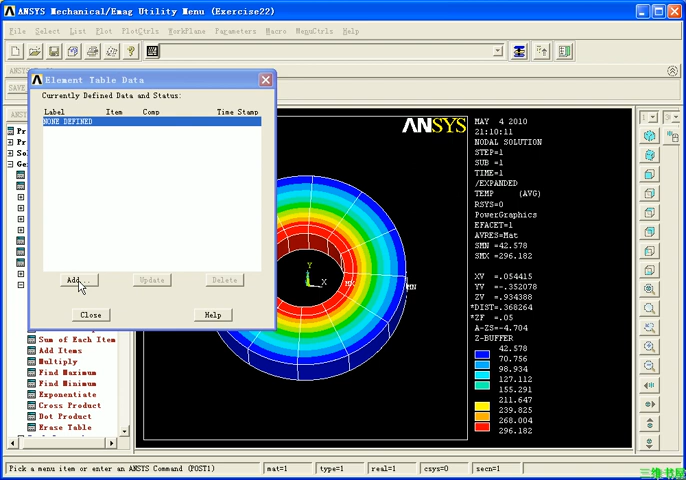 ANSYS Mechanical/Emag Utility Menu (Exercise22)
File Select List Plot PlotCtrls WorkPlane Parameters Macro MenuCtrls Help
Element Table Data
Currently Defined Data and Status:
Label Item Comp Time Stamp
NONE DEFINED
Add... Update Delete
Close Help
Sum of Each Item
Add Items
Multiply
Find Maximum
Find Minimum
Exponentiate
Cross Product
Dot Product
Erase Table
ANSYS
MAY 4 2010
21:10:11
NODAL SOLUTION
STEP=1
SUB =1
TIME=1
/EXPANDED
TEMP (AVG)
RSYS=0
PowerGraphics
EFACET=1
AVRES=Mat
SMN =42.578
SMX =296.182
XV =.054415
YV =-.352078
ZV =.934388
*DIST=.368264
*ZF =.05
A-ZS=-4.704
Z-BUFFER
42.578
70.756
98.934
127.112
155.291
211.647
239.825
268.004
296.182
Y
X
MX
MN
Pick a menu item or enter an ANSYS Command (POST1) mat=1 type=1 real=1 csys=0 secn=1
三维书屋